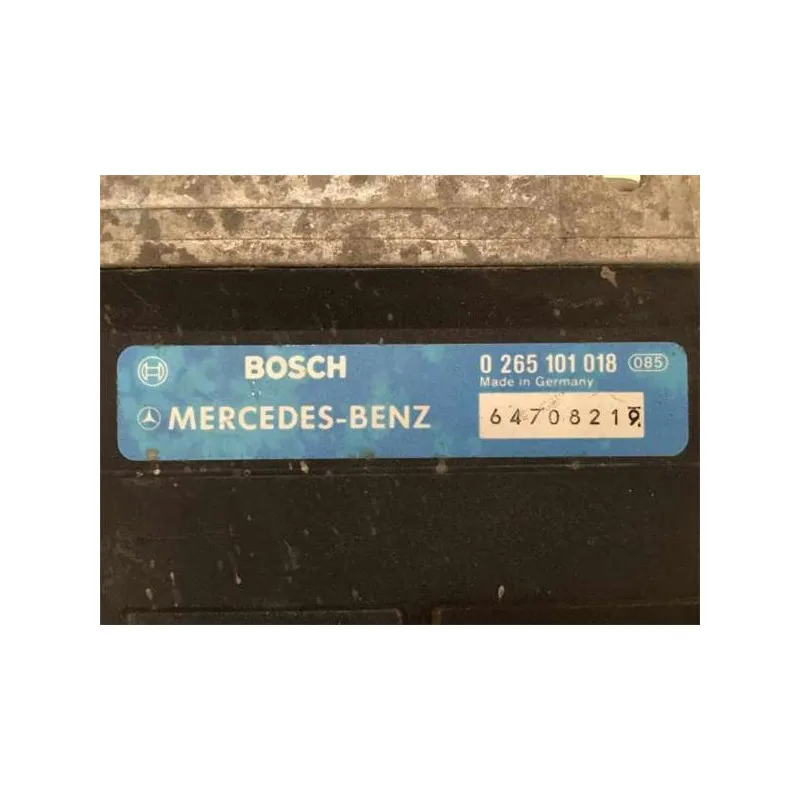 BOSCH
0 265 101 018 085
Made in Germany
MERCEDES-BENZ
64708219